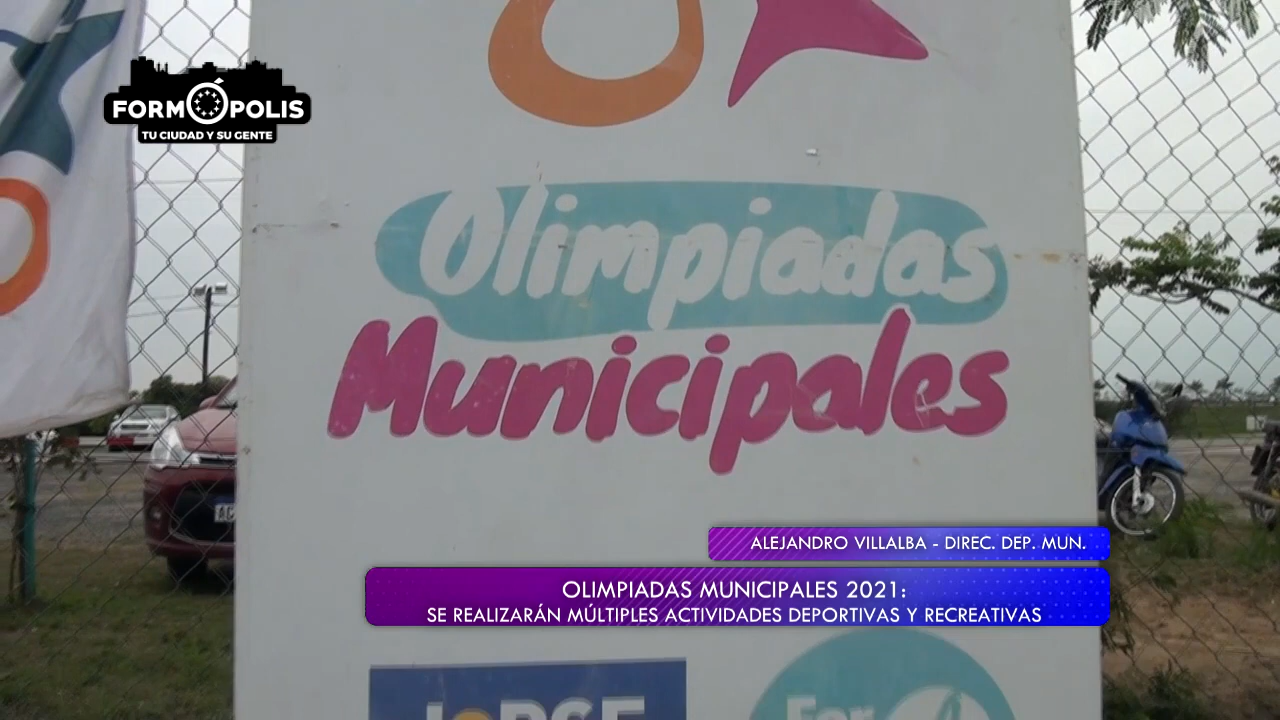 FORMÓPOLIS
TU CIUDAD Y SU GENTE
Olimpiadas
Municipales
ALEJANDRO VILLALBA - DIREC. DEP. MUN.
OLIMPIADAS MUNICIPALES 2021:
SE REALIZARÁN MÚLTIPLES ACTIVIDADES DEPORTIVAS Y RECREATIVAS